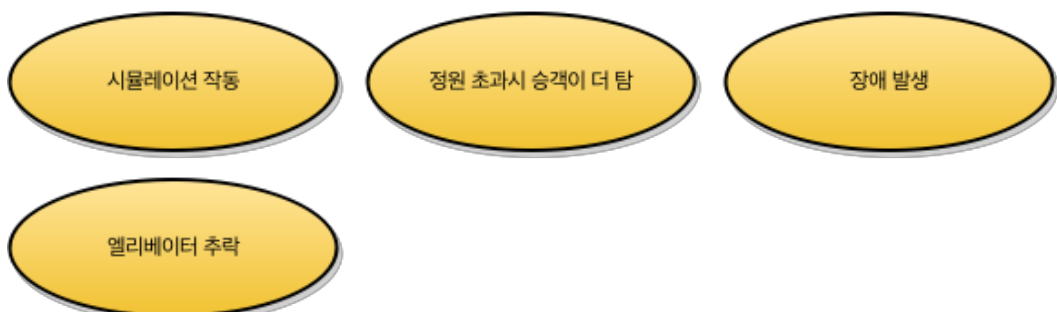 시뮬레이션 작동
정원 초과시 승객이 더 탐
장애 발생
엘리베이터 추락